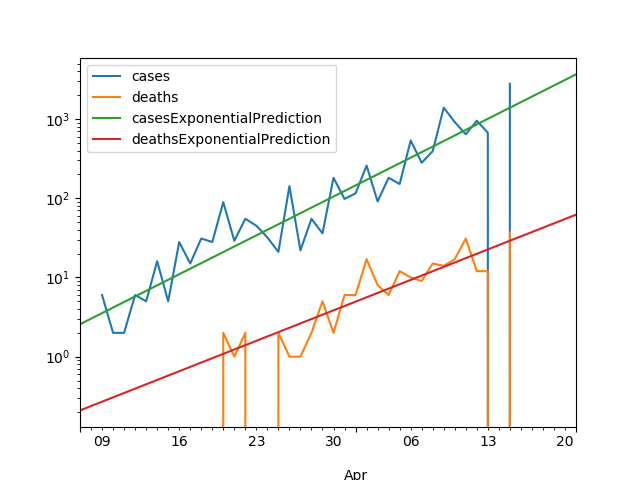 cases
deaths
casesExponentialPrediction
deathsExponentialPrediction
10³
10²
10¹
10⁰
09 16 23 30 06 13 20
Apr